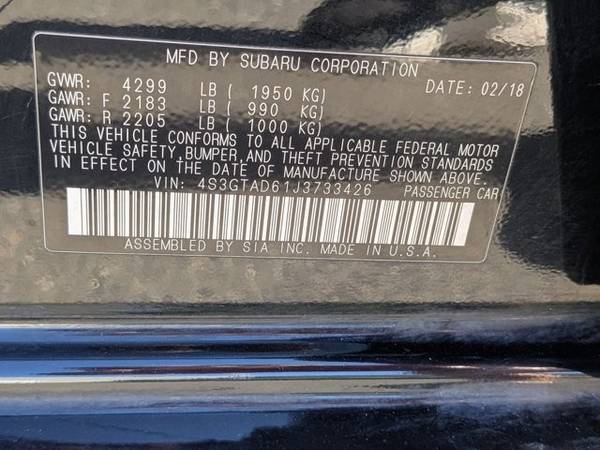 MFD BY SUBARU CORPORATION
GVWR: 4299 LB ( 1950 KG) DATE: 02/18
GAWR: F 2183 LB ( 990 KG)
GAWR: R 2205 LB ( 1000 KG)
THIS VEHICLE CONFORMS TO ALL APPLICABLE FEDERAL MOTOR
VEHICLE SAFETY, BUMPER, AND THEFT PREVENTION STANDARDS
IN EFFECT ON THE DATE OF MANUFACTURE SHOWN ABOVE.
VIN: 4S3GTAD61J3733426 PASSENGER CAR
ASSEMBLED BY SIA INC. MADE IN U.S.A.